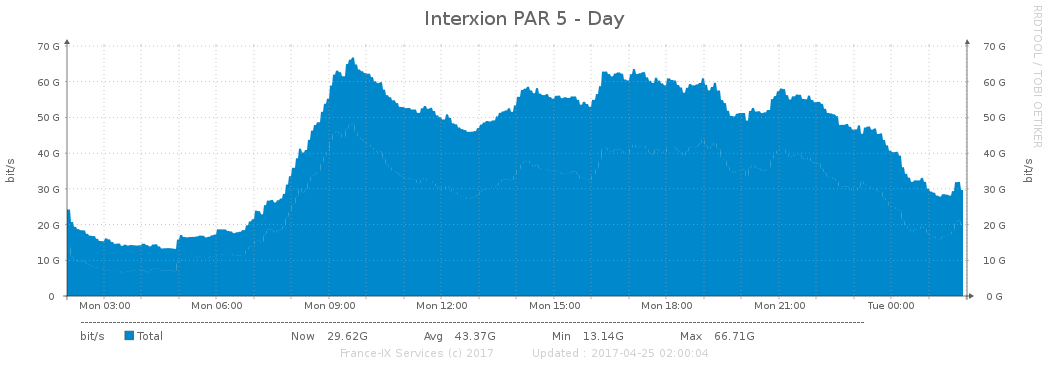 Interxion PAR 5 - Day
RRDTOOL / TOBI OETIKER
bit/s
bit/s
70 G 70 G
60 G 60 G
50 G 50 G
40 G 40 G
30 G 30 G
20 G 20 G
10 G 10 G
0 0 G
Mon 03:00 Mon 06:00 Mon 09:00 Mon 12:00 Mon 15:00 Mon 18:00 Mon 21:00 Tue 00:00
bit/s Total Now 29.62G Avg 43.37G Min 13.14G Max 66.71G
France-IX Services (c) 2017 Updated : 2017-04-25 02:00:04